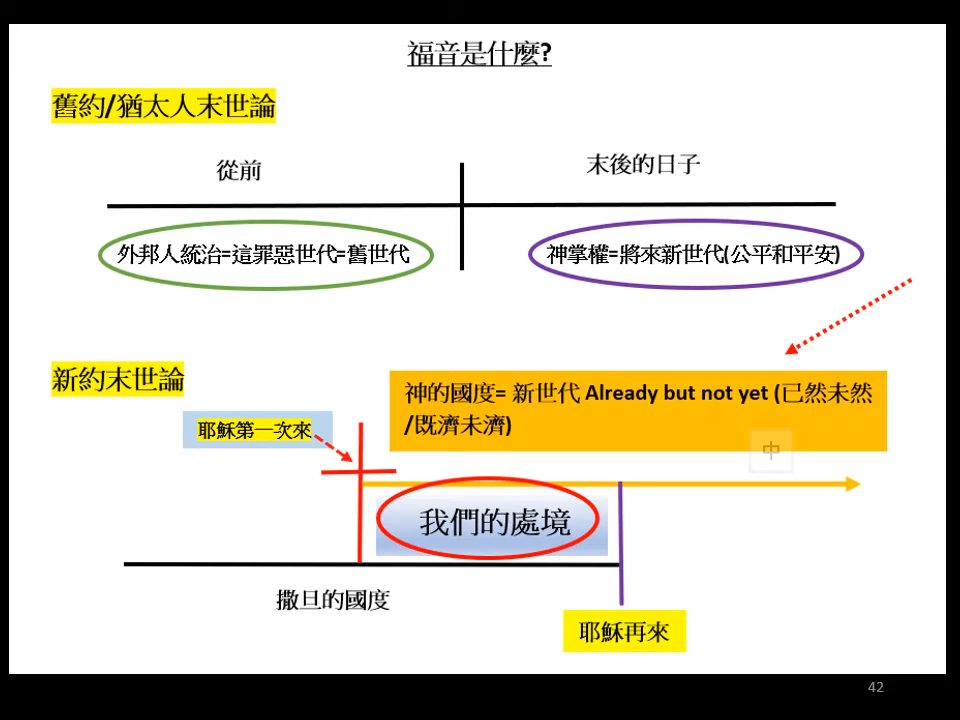 福音是什麼?
舊約/猶太人末世論
從前
末後的日子
外邦人統治=這罪惡世代=舊世代
神掌權=將來新世代(公平和平安)
新約末世論
神的國度= 新世代 Already but not yet (已然未然
/既濟未濟)
耶穌第一次來
中
我們的處境
撒旦的國度
耶穌再來
42